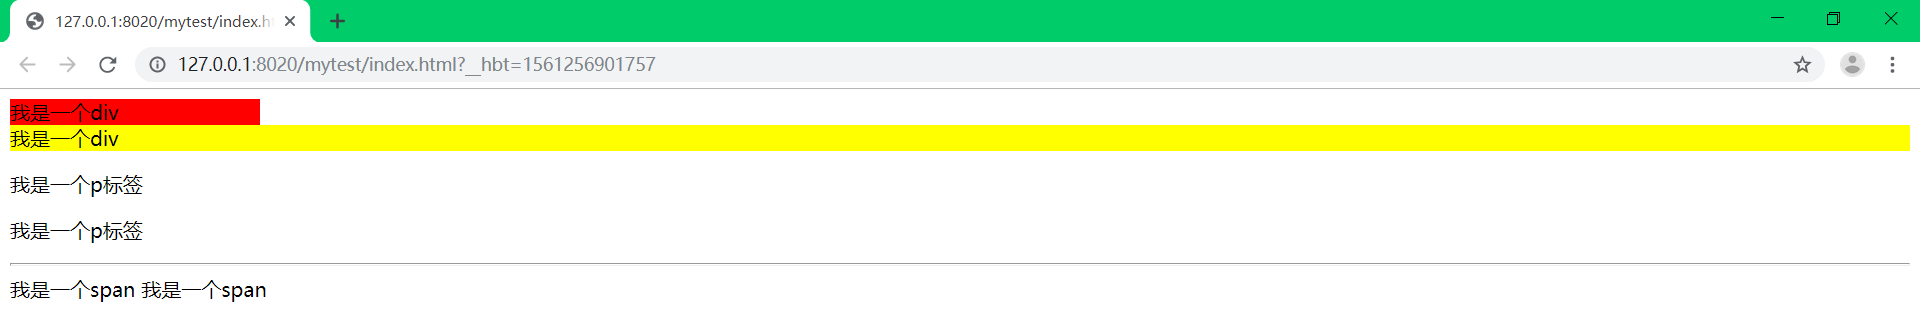 127.0.0.1:8020/mytest/index.h
127.0.0.1:8020/mytest/index.html?__hbt=1561256901757
我是一个div
我是一个div
我是一个p标签
我是一个p标签
我是一个span 我是一个span